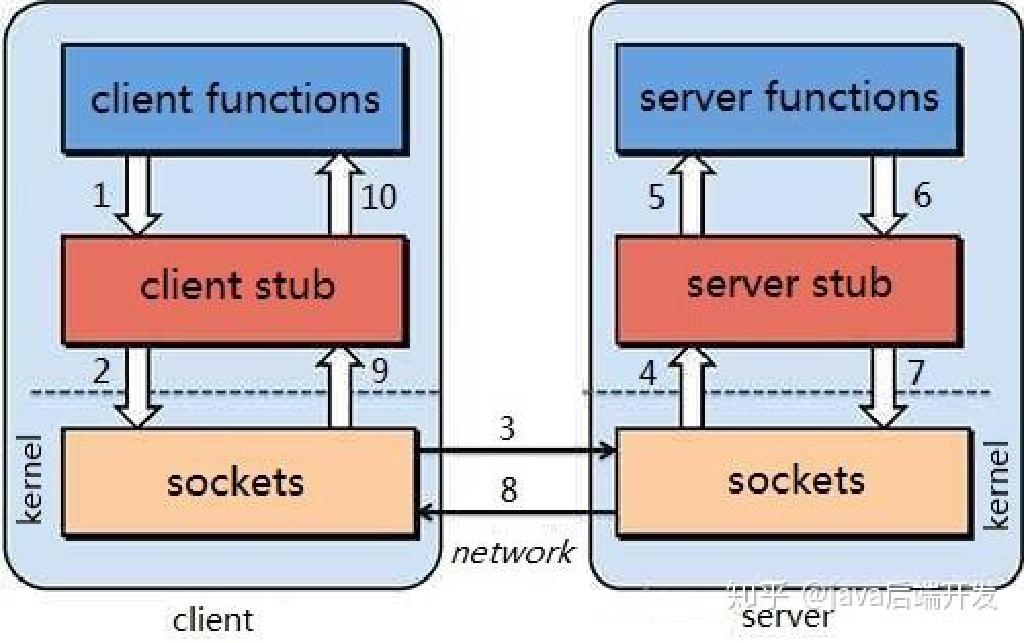 client functions
server functions
1
10
5
6
client stub
server stub
2
9
4
7
kernel
sockets
3
8
network
sockets
kernel
client
server
知乎 @java后端开发